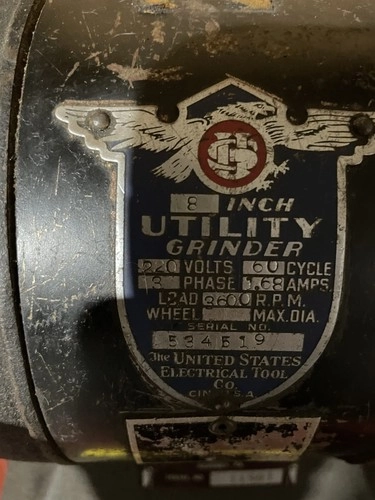 8 INCH
UTILITY
GRINDER
220 VOLTS 60 CYCLE
3 PHASE 1.68 AMPS.
LOAD 3600 R.P.M.
WHEEL MAX. DIA.
SERIAL NO.
534519
The UNITED STATES
ELECTRICAL TOOL
Co.